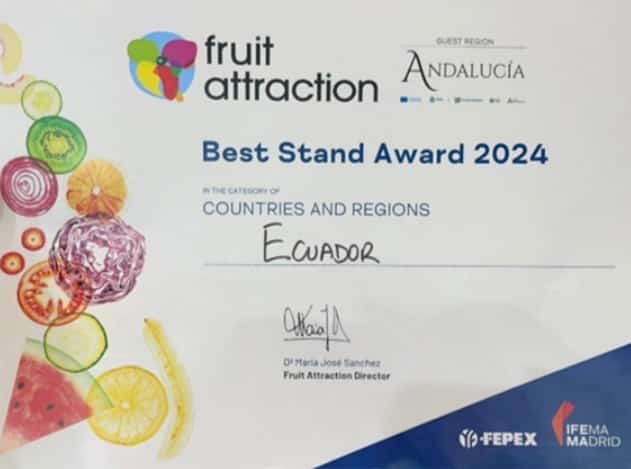 fruit
attraction
GUEST REGION
ANDALUCÍA
Best Stand Award 2024
IN THE CATEGORY OF
COUNTRIES AND REGIONS
ECUADOR
Dª María José Sanchez
Fruit Attraction Director
FEPEX
IFEMA
MADRID